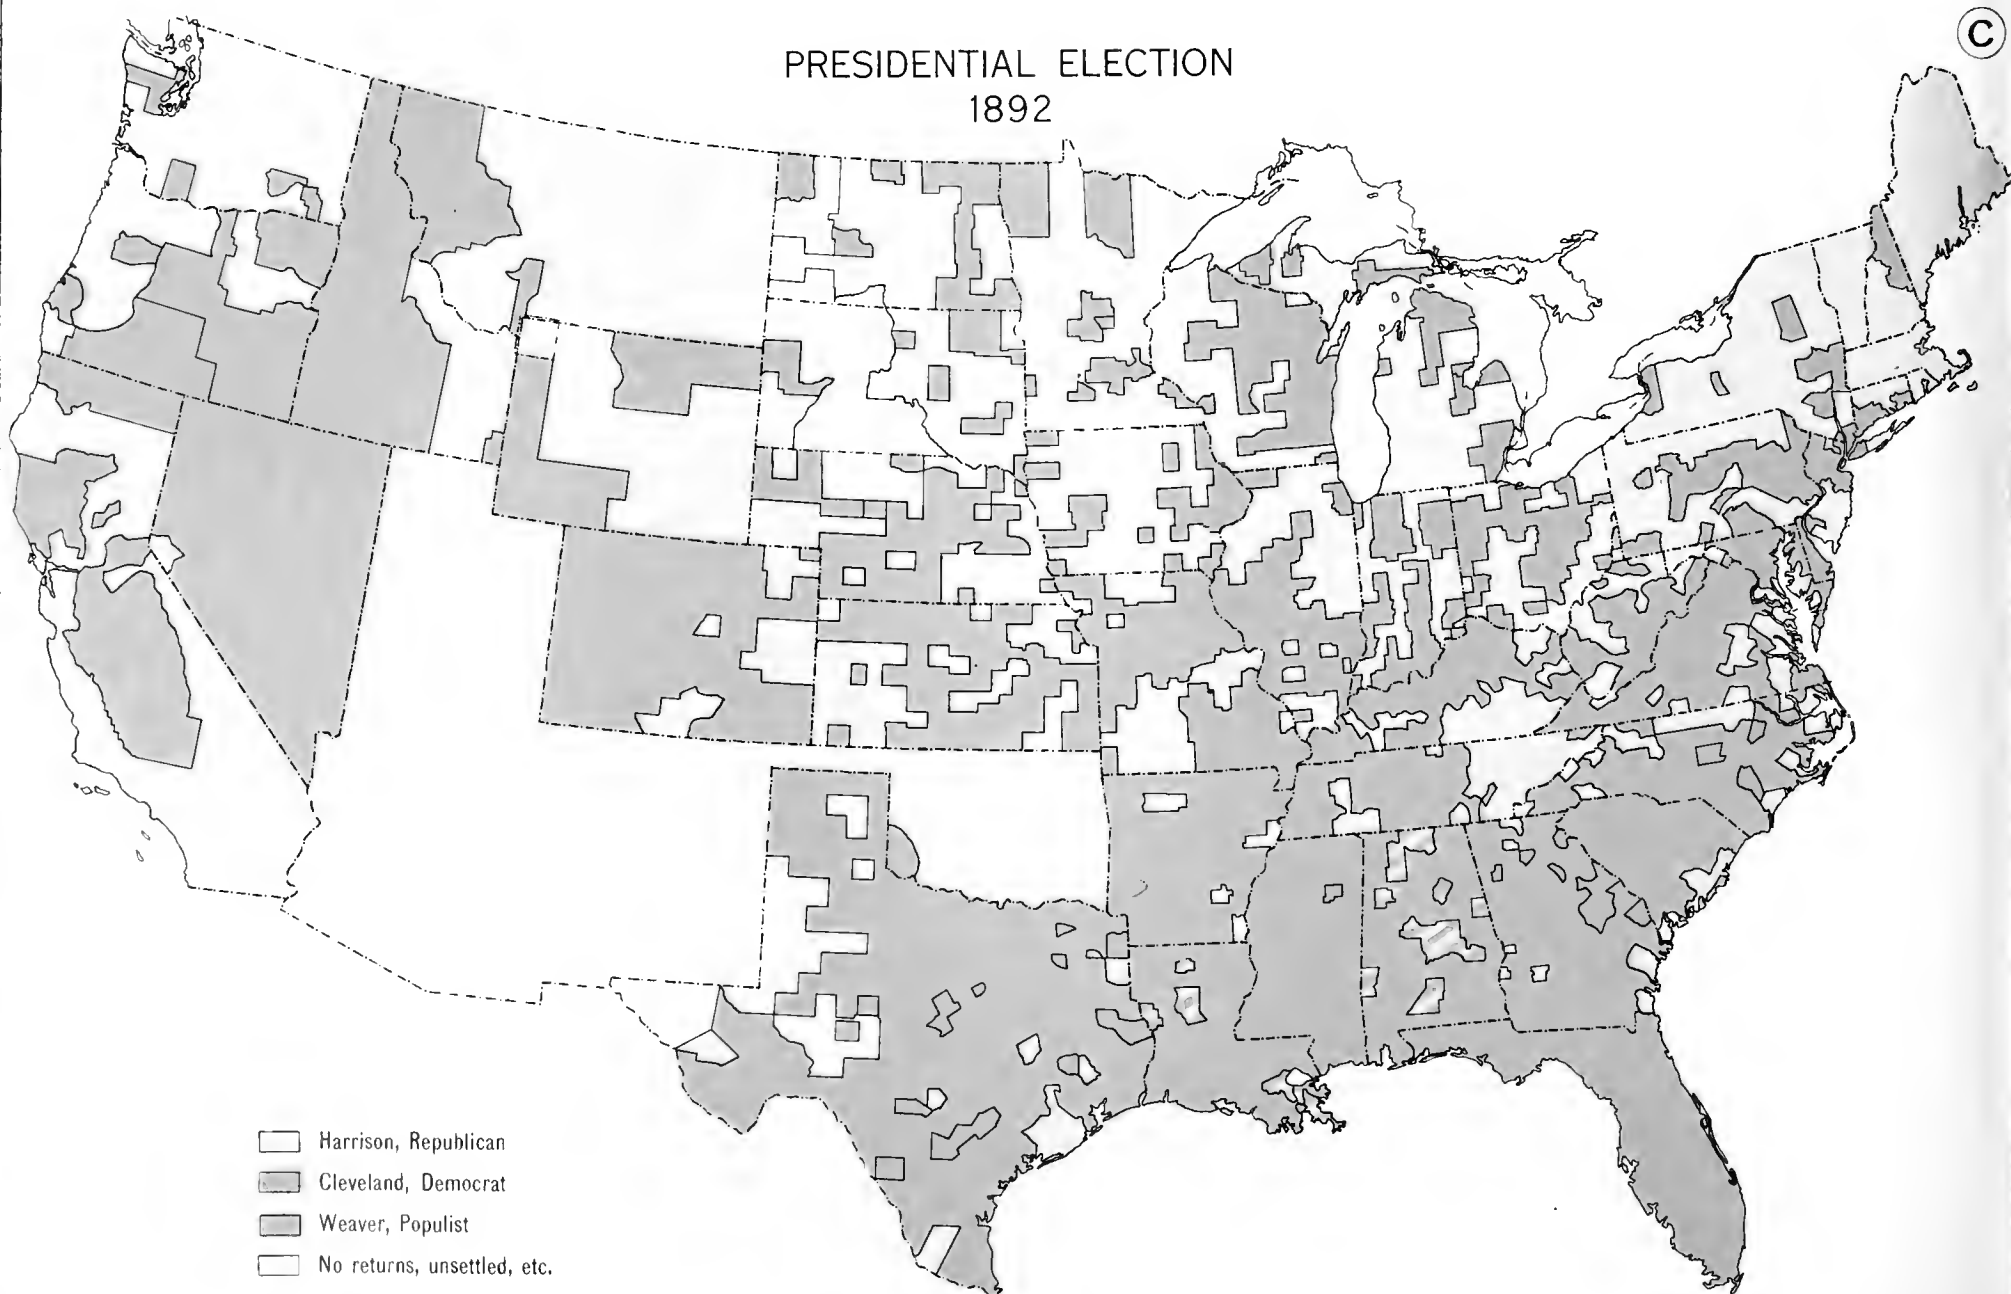 C
PRESIDENTIAL ELECTION
1892
Harrison, Republican
Cleveland, Democrat
Weaver, Populist
No returns, unsettled, etc.